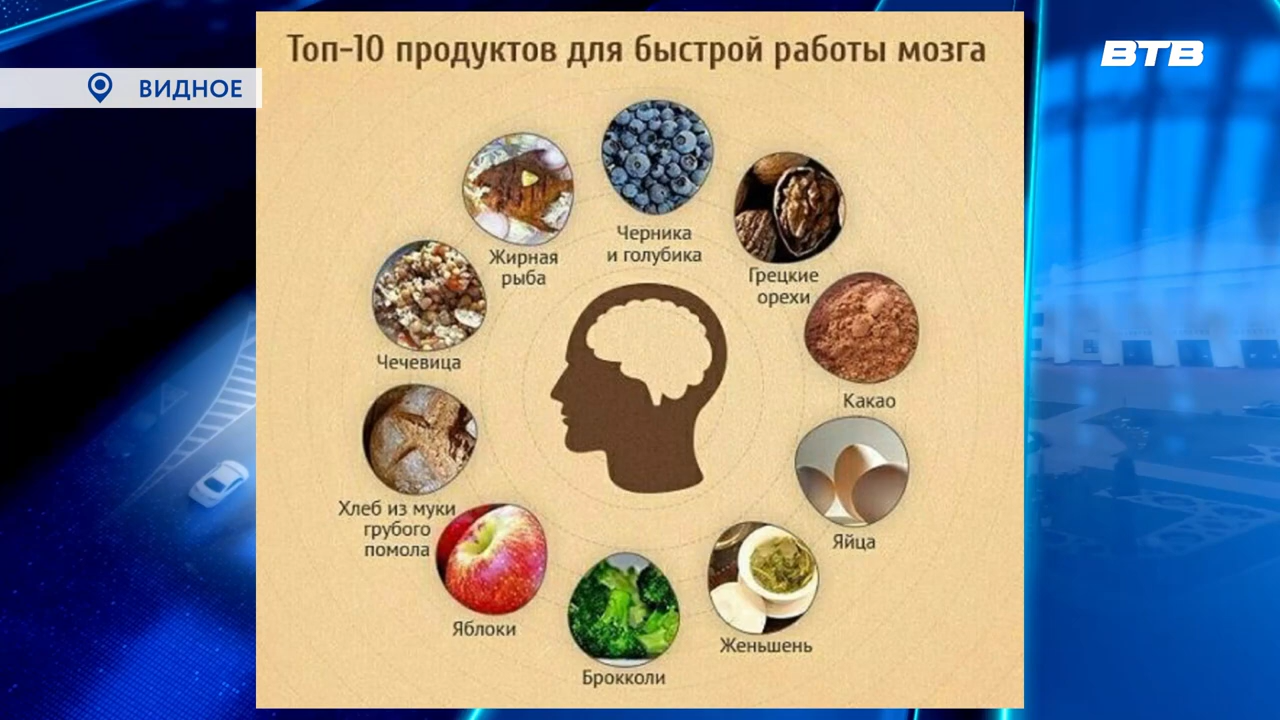 Топ-10 продуктов для быстрой работы мозга
ВТВ
ВИДНОЕ
Черника
и голубика
Грецкие
орехи
Какао
Яйца
Женьшень
Брокколи
Яблоки
Хлеб из муки
грубого
помола
Чечевица
Жирная
рыба